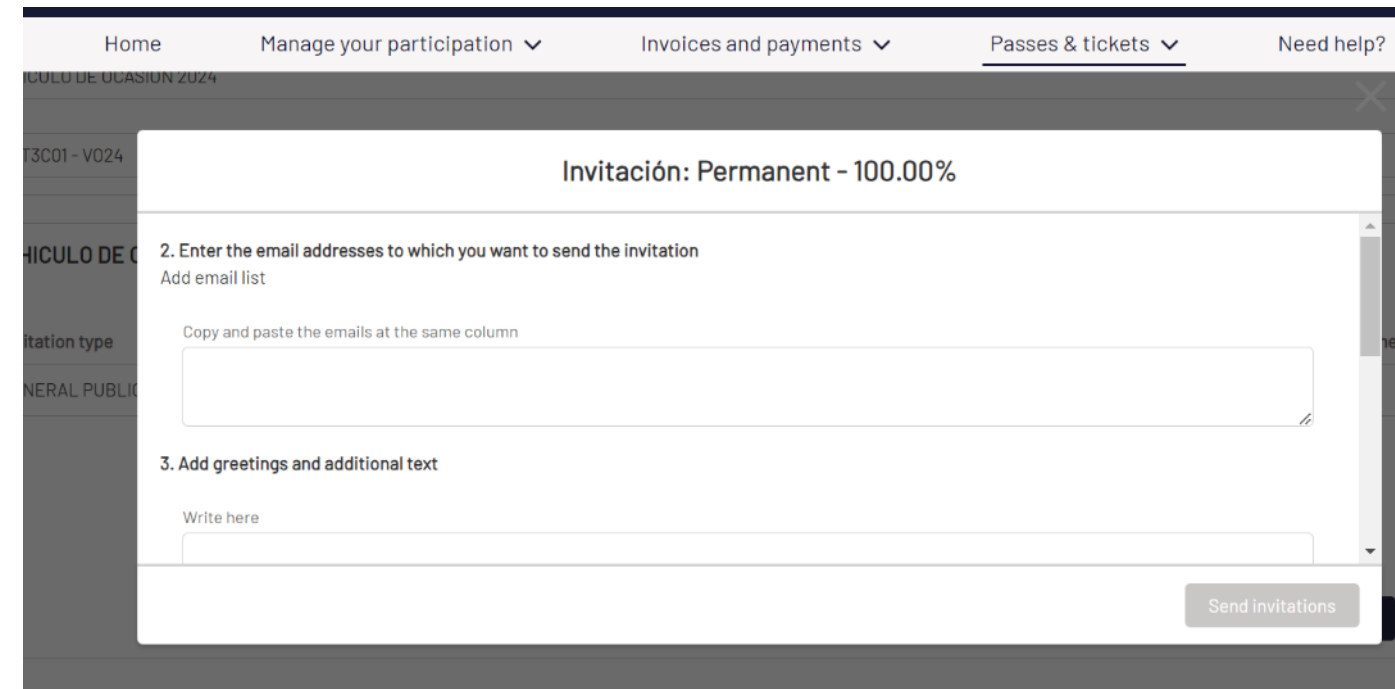 Home Manage your participation Invoices and payments Passes & tickets Need help?
ICULO DE OCASIÓN 2024
T3C01 - VO24
Invitación: Permanent - 100.00%
HICULO DE
2. Enter the email addresses to which you want to send the invitation
Add email list
itation type
Copy and paste the emails at the same column
NERAL PUBLIC
3. Add greetings and additional text
Write here
Send invitations